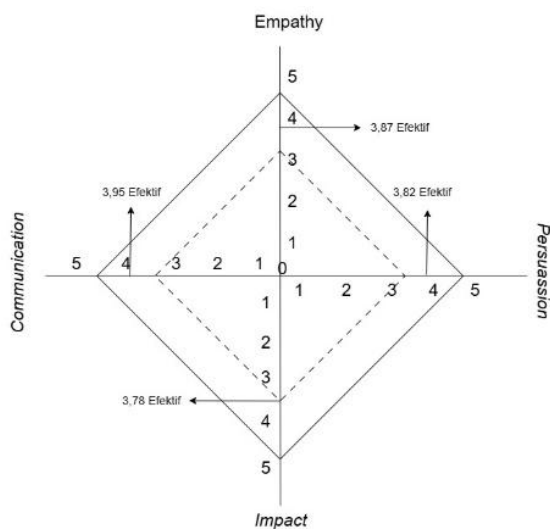 Empathy
5
4
3,87 Efektif
3
3,95 Efektif
2
3,82 Efektif
1
Communication
5 4 3 2 1 0
1 2 3 4 5
Persuassion
1
2
3
3,78 Efektif
4
5
Impact